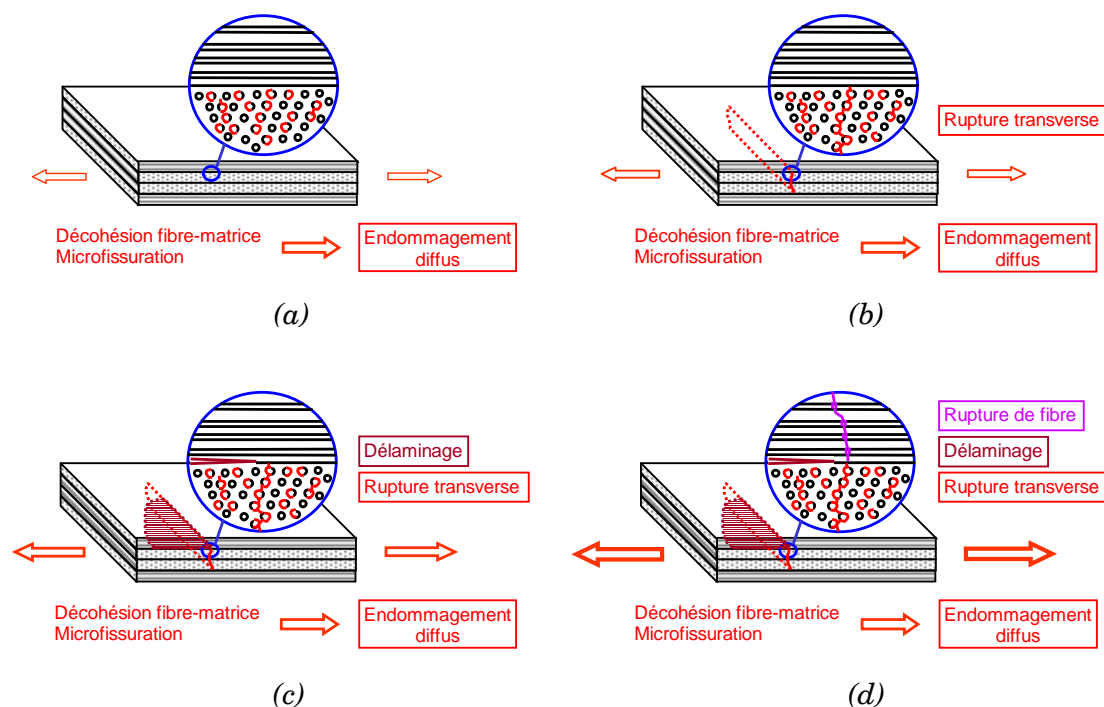 Décohésion fibre-matrice
Microfissuration
Endommagement
diffus
(a)
Rupture transverse
Décohésion fibre-matrice
Microfissuration
Endommagement
diffus
(b)
Délaminage
Rupture transverse
Décohésion fibre-matrice
Microfissuration
Endommagement
diffus
(c)
Rupture de fibre
Délaminage
Rupture transverse
Décohésion fibre-matrice
Microfissuration
Endommagement
diffus
(d)